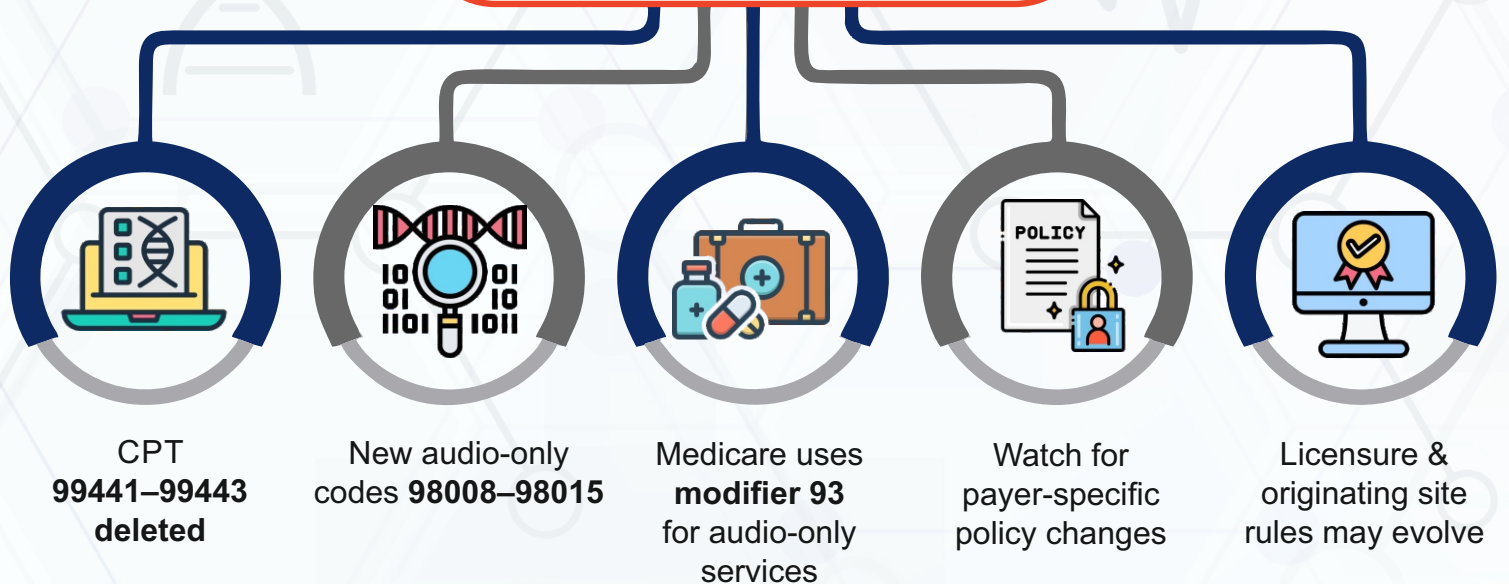 10 01
01 10
1101 1011
POLICY
CPT
99441–99443
deleted
New audio-only
codes 98008–98015
Medicare uses
modifier 93
for audio-only
services
Watch for
payer-specific
policy changes
Licensure &
originating site
rules may evolve